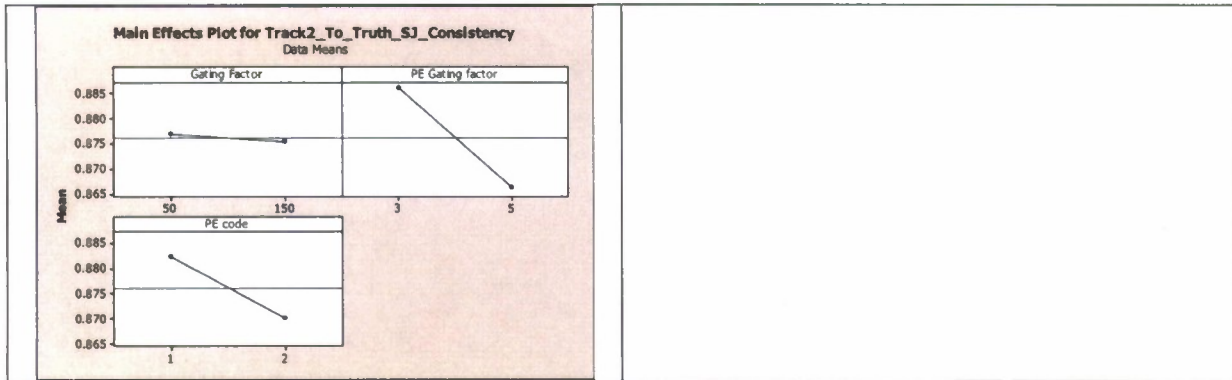 Main Effects Plot for Track2_To_Truth_SJ_Consistency
Data Means
Gating Factor
PE Gating factor
0.885
0.880
0.875
0.870
0.865
50
150
3
5
Mean
PE code
0.885
0.880
0.875
0.870
0.865
1
2